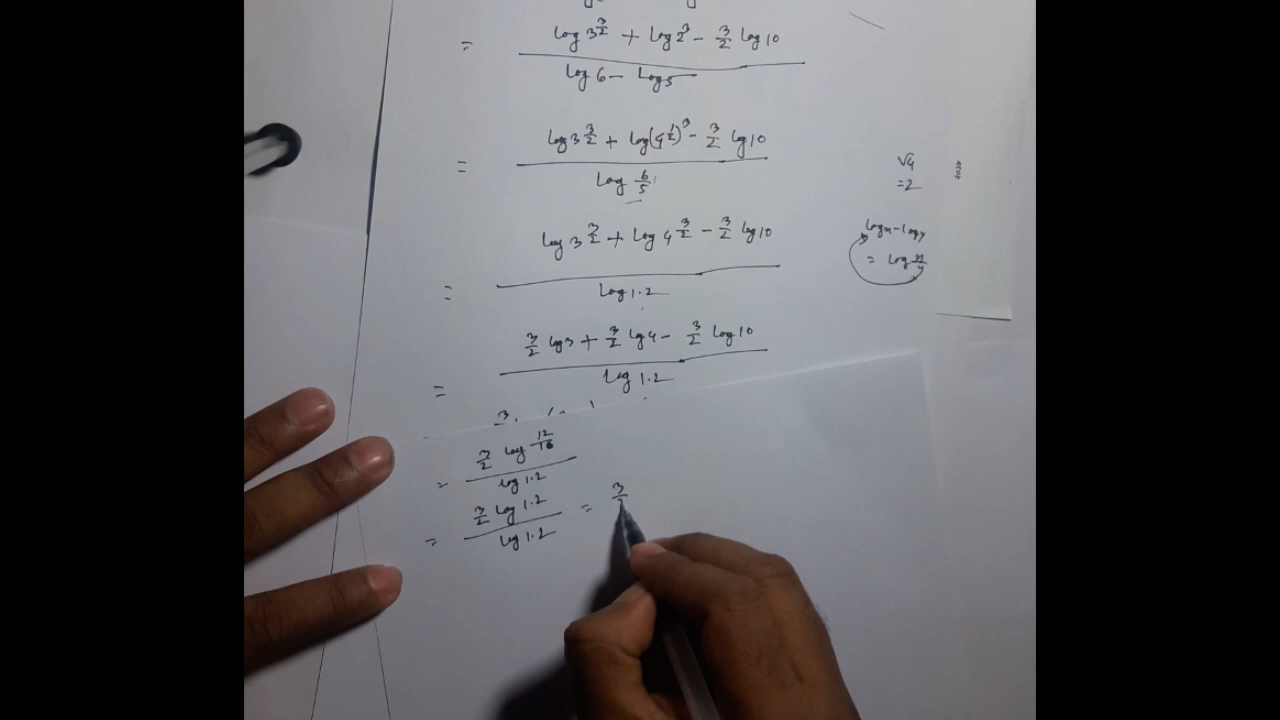 = (log 3^(3/2) + log 2^3 - 3/2 log 10) / (log 6 - log 5)
= (log 3^(3/2) + log (4^(1/2))^3 - 3/2 log 10) / (log 6/5)
√4
= 2
= (log 3^(3/2) + log 4^(3/2) - 3/2 log 10) / (log 1.2)
log x - log y
= log x/y
= (3/2 log 3 + 3/2 log 4 - 3/2 log 10) / (log 1.2)
= (3/2 log 12/10) / (log 1.2)
= (3/2 log 1.2) / (log 1.2) = 3/2